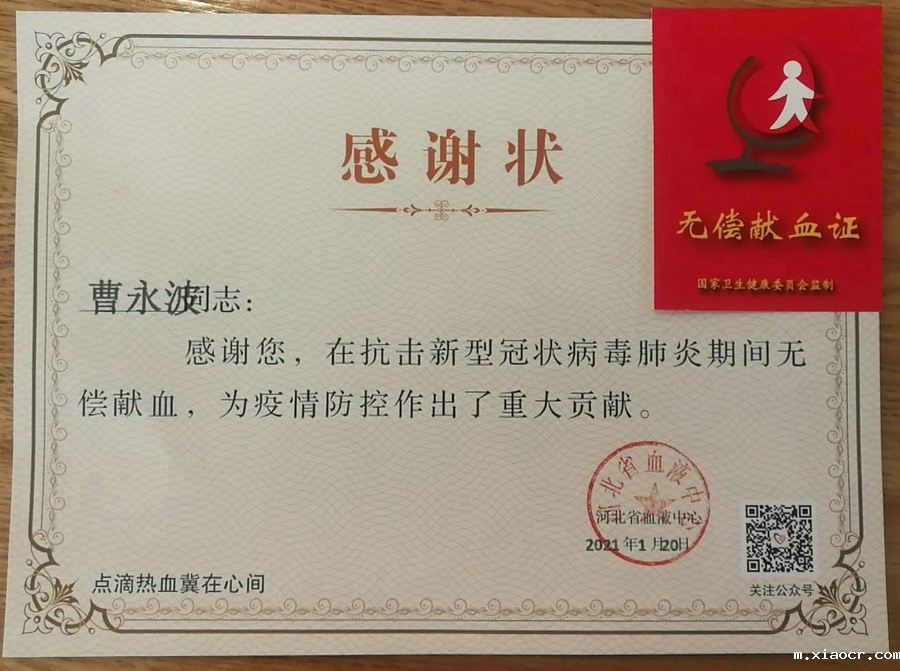 感谢状
无偿献血证
国家卫生健康委员会监制
曹永波同志：
感谢您，在抗击新型冠状病毒肺炎期间无
偿献血，为疫情防控作出了重大贡献。
河北省血液中心
河北省血液中心
2021年1月20日
点滴热血冀在心间
关注公众号
m.xiaocr.com